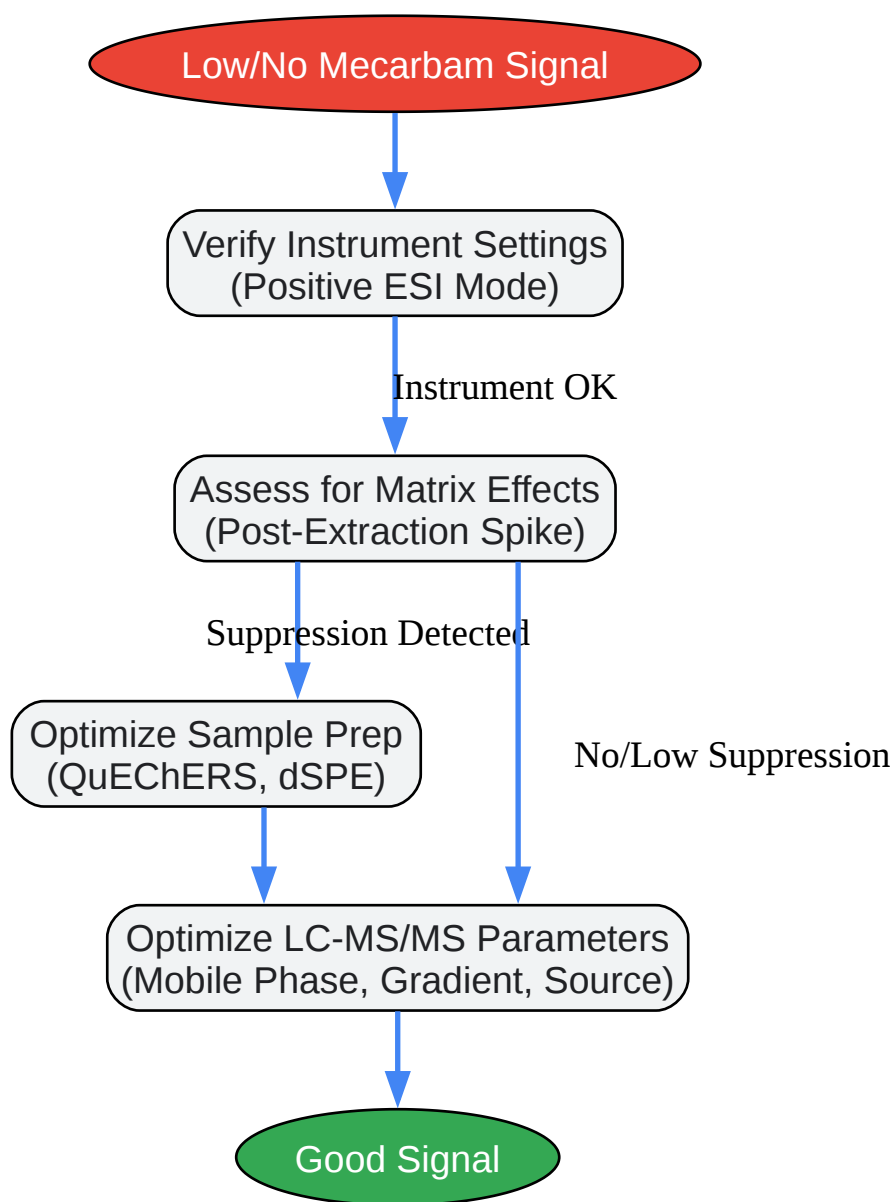 Low/No Mecarbam Signal
Verify Instrument Settings
(Positive ESI Mode)
Instrument OK
Assess for Matrix Effects
(Post-Extraction Spike)
Suppression Detected
Optimize Sample Prep
(QuEChERS, dSPE)
No/Low Suppression
Optimize LC-MS/MS Parameters
(Mobile Phase, Gradient, Source)
Good Signal